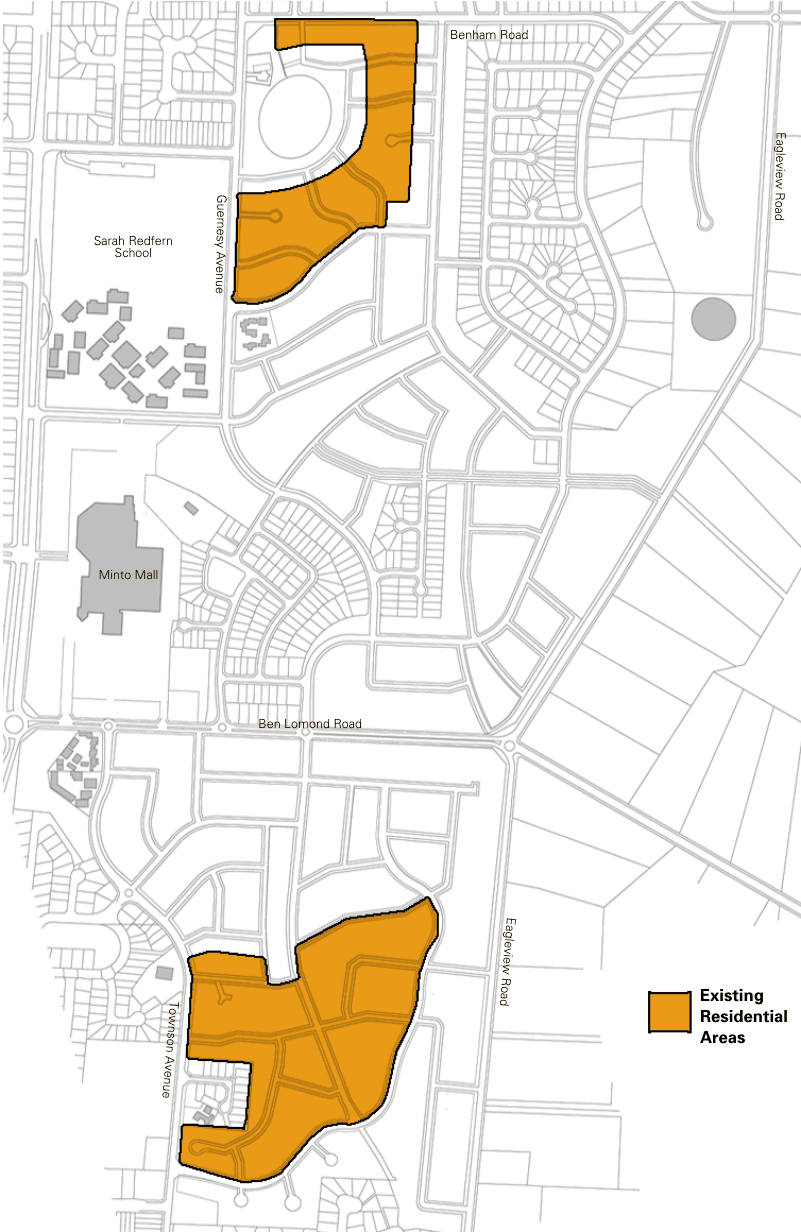 Benham Road
Eagleview Road
Guernesy Avenue
Sarah Redfern
School
Minto Mall
Ben Lomond Road
Eagleview Road
Existing
Residential
Areas
Townson Avenue